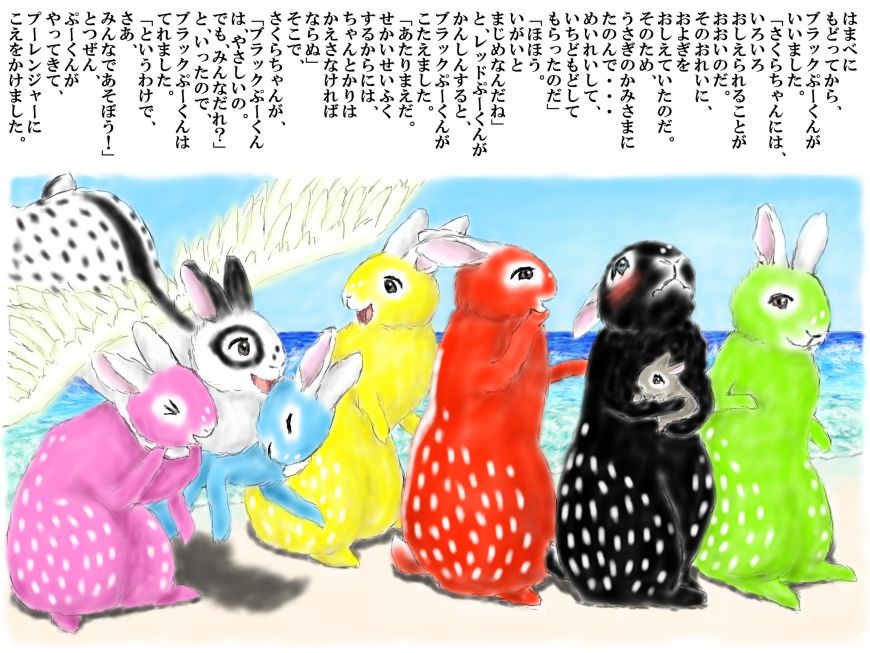 はまべに
もどってから、
ブラックぷーくんが
いいました。
「さくらちゃんには、
いろいろ
おしえられることが
おおいのだ。
そのおれいに、
およぎを
おしえていたのだ。
そのため、
うさぎのかみさまに
たのんで・・・
めいれいして、
いちどもどして
もらったのだ」
「ほほう。
いがいと
まじめなんだね」
と、レッドぷーくんが
かんしんすると、
ブラックぷーくんが
こたえました。
「あたりまえだ。
せかいせいふく
するからには、
ちゃんとかりは
かえさなければ
ならぬ」
そこで、
さくらちゃんが、
「ブラックぷーくん
は、やさしいの。
でも、みんなだれ？」
と、いったので、
ブラックぷーくんは
てれました。
「というわけで、
さあ、
みんなであそぼう！」
とつぜん、
ぷーくんが
やってきて、
プーレンジャーに
こえをかけました。